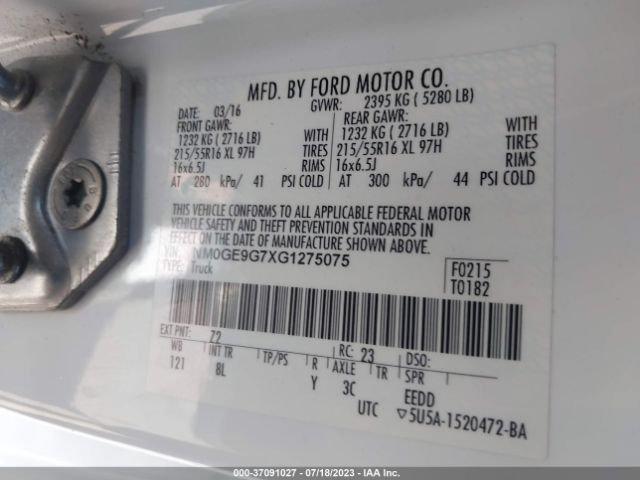 MFD. BY FORD MOTOR CO.
DATE: 03/16 GVWR: 2395 KG ( 5280 LB)
FRONT GAWR: REAR GAWR:
1232 KG ( 2716 LB) WITH 1232 KG ( 2716 LB) WITH
215/55R16 XL 97H TIRES 215/55R16 XL 97H TIRES
16x6.5J RIMS 16x6.5J RIMS
AT 280 kPa/ 41 PSI COLD AT 300 kPa/ 44 PSI COLD
THIS VEHICLE CONFORMS TO ALL APPLICABLE FEDERAL MOTOR
VEHICLE SAFETY AND THEFT PREVENTION STANDARDS IN
EFFECT ON THE DATE OF MANUFACTURE SHOWN ABOVE.
VIN: NM0GE9G7XG1275075 F0215
TYPE: Truck T0182
EXT PNT: Z2 RC: 23 DSO:
WB INT TR TP/PS R AXLE TR SPR
121 8L Y 3C EEDD
UTC ▽5U5A-1520472-BA
000-37091027 - 07/18/2023 - IAA Inc.